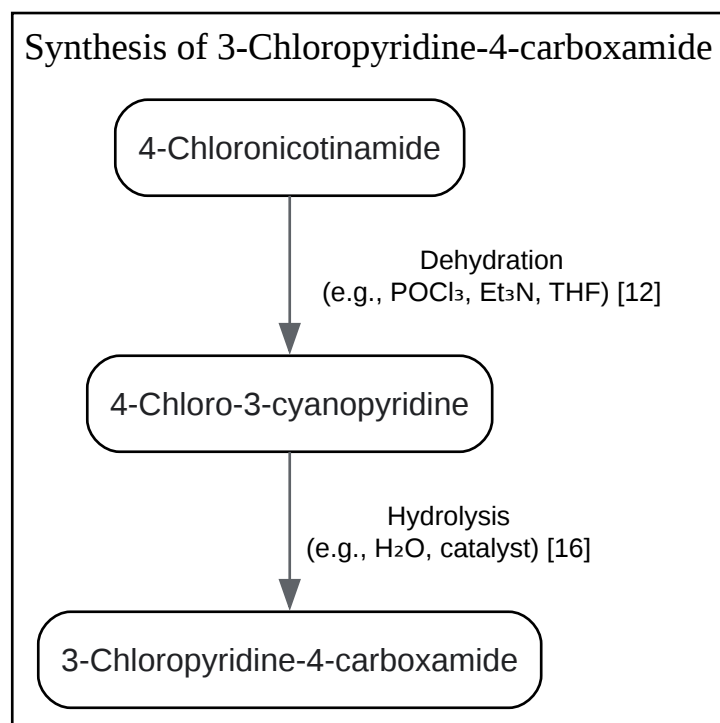 Synthesis of 3-Chloropyridine-4-carboxamide
4-Chloronicotinamide
Dehydration
(e.g., POCl₃, Et₃N, THF) [12]
4-Chloro-3-cyanopyridine
Hydrolysis
(e.g., H₂O, catalyst) [16]
3-Chloropyridine-4-carboxamide